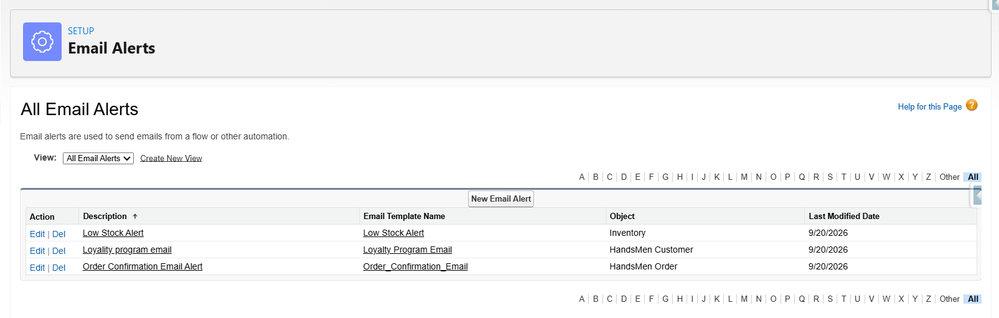 SETUP
Email Alerts
All Email Alerts
Help for this Page ?
Email alerts are used to send emails from a flow or other automation.
View: All Email Alerts Create New View
A | B | C | D | E | F | G | H | I | J | K | L | M | N | O | P | Q | R | S | T | U | V | W | X | Y | Z | Other | All
New Email Alert
Action Description ↑ Email Template Name Object Last Modified Date
Edit | Del Low Stock Alert Low Stock Alert Inventory 9/20/2026
Edit | Del Loyality program email Loyalty Program Email HandsMen Customer 9/20/2026
Edit | Del Order Confirmation Email Alert Order_Confirmation_Email HandsMen Order 9/20/2026
A | B | C | D | E | F | G | H | I | J | K | L | M | N | O | P | Q | R | S | T | U | V | W | X | Y | Z | Other | All